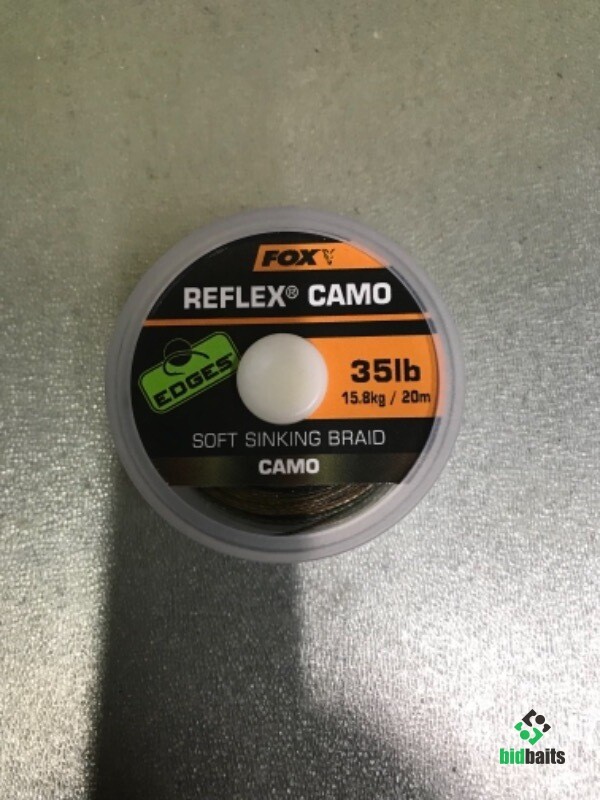 FOX
REFLEX® CAMO
EDGES
35lb
15.8kg / 20m
SOFT SINKING BRAID
CAMO
bidbaits